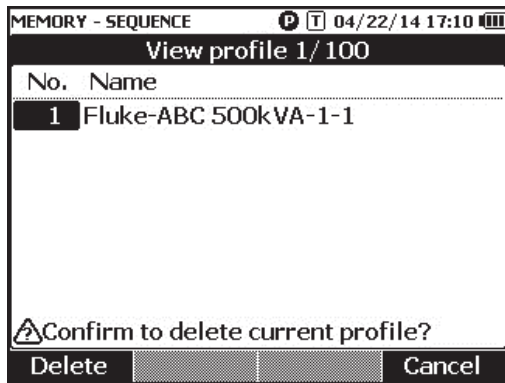 MEMORY - SEQUENCE P T 04/22/14 17:10
View profile 1/100
No. Name
1 Fluke-ABC 500kVA-1-1
Confirm to delete current profile?
Delete Cancel